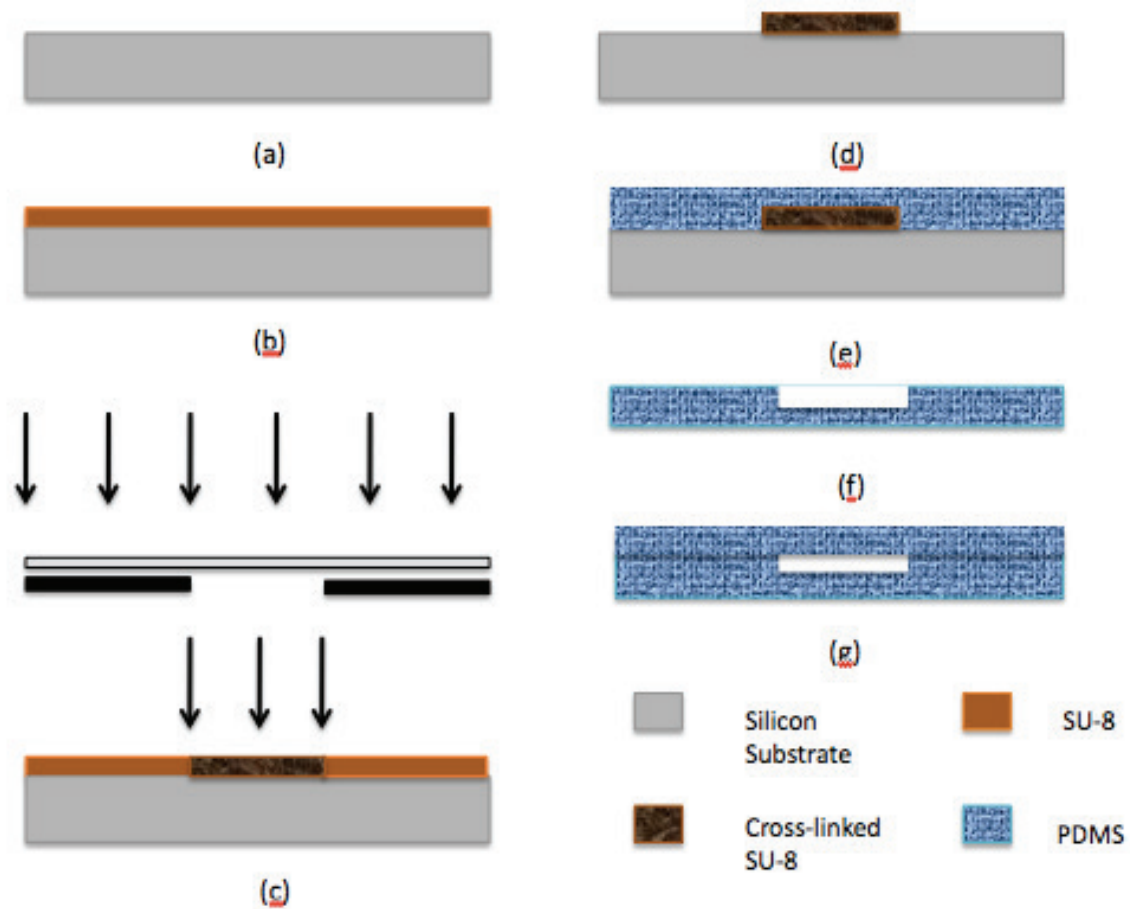 (a)
(b)
(c)
(d)
(e)
(f)
(g)
Silicon
Substrate
SU-8
Cross-linked
SU-8
PDMS